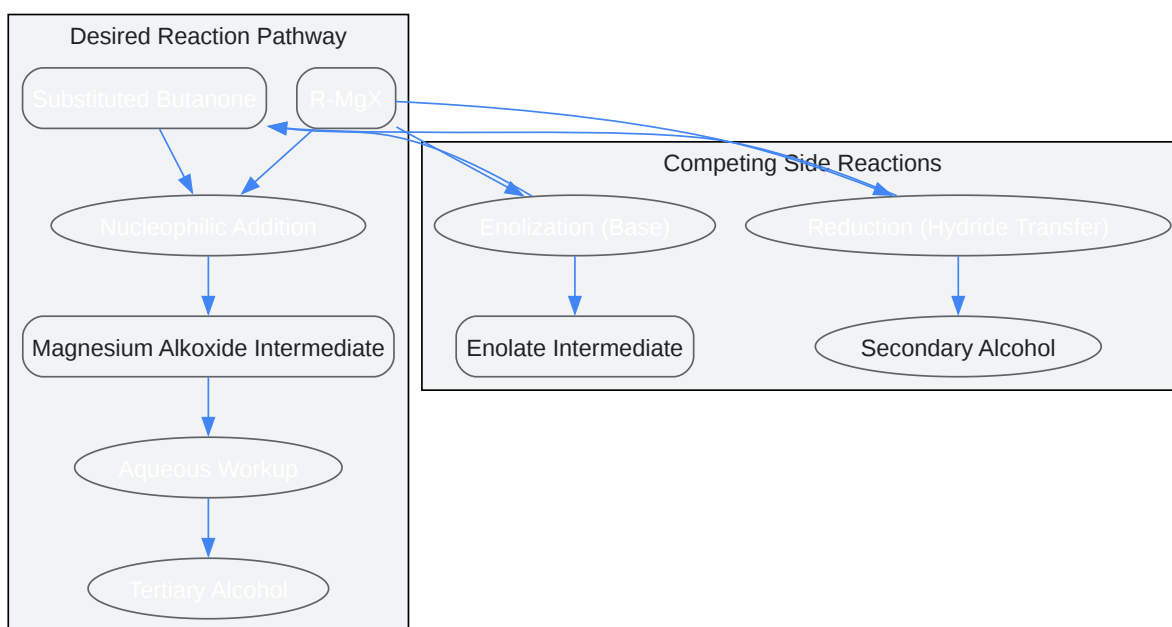 Desired Reaction Pathway
Substituted Butanone
R-MgX
Competing Side Reactions
Nucleophilic Addition
Enolization (Base)
Reduction (Hydride Transfer)
Magnesium Alkoxide Intermediate
Enolate Intermediate
Secondary Alcohol
Aqueous Workup
Tertiary Alcohol